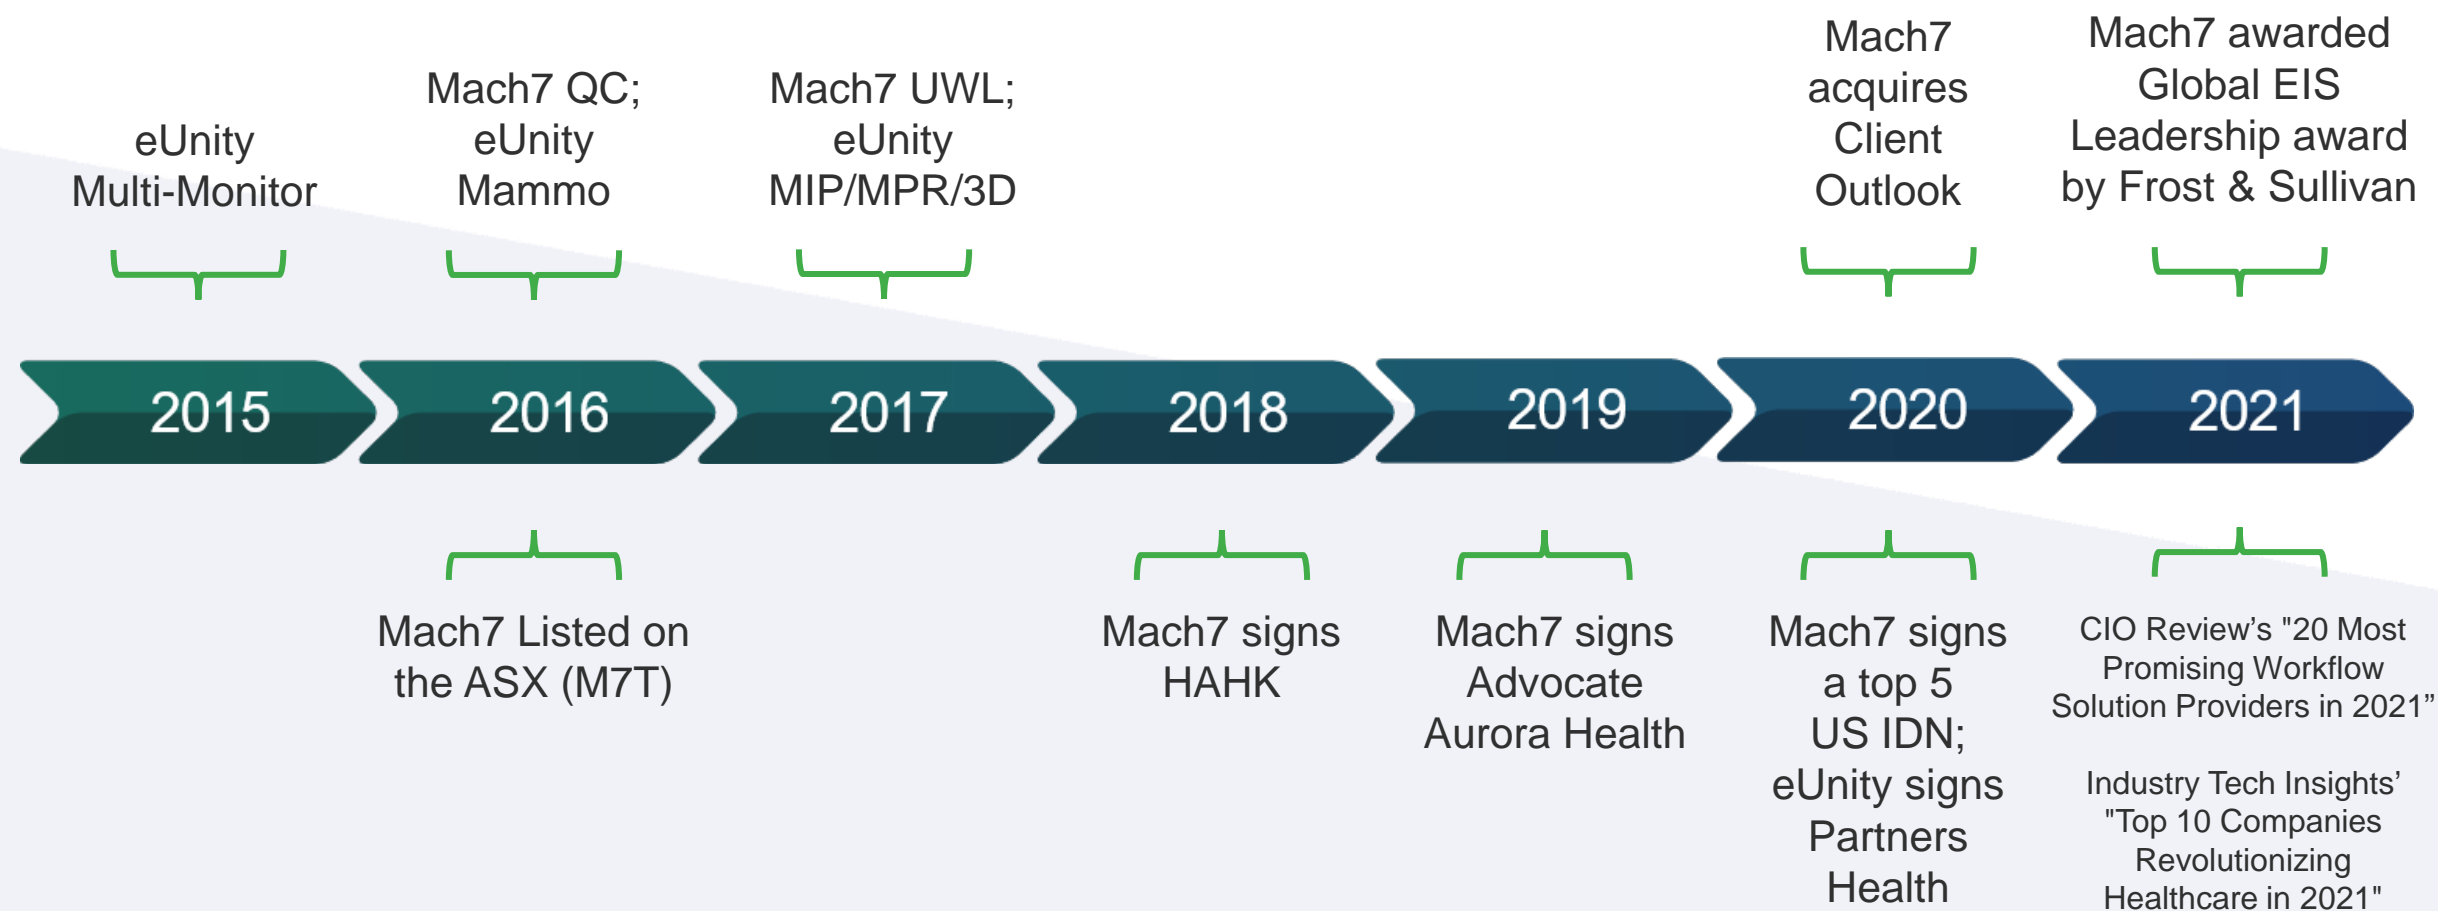 eUnity
Multi-Monitor
Mach7 QC;
eUnity
Mammo
Mach7 UWL;
eUnity
MIP/MPR/3D
Mach7
acquires
Client
Outlook
Mach7 awarded
Global EIS
Leadership award
by Frost & Sullivan
2015
2016
2017
2018
2019
2020
2021
Mach7 Listed on
the ASX (M7T)
Mach7 signs
HAHK
Mach7 signs
Advocate
Aurora Health
Mach7 signs
a top 5
US IDN;
eUnity signs
Partners
Health
CIO Review’s "20 Most
Promising Workflow
Solution Providers in 2021”
Industry Tech Insights’
"Top 10 Companies
Revolutionizing
Healthcare in 2021"